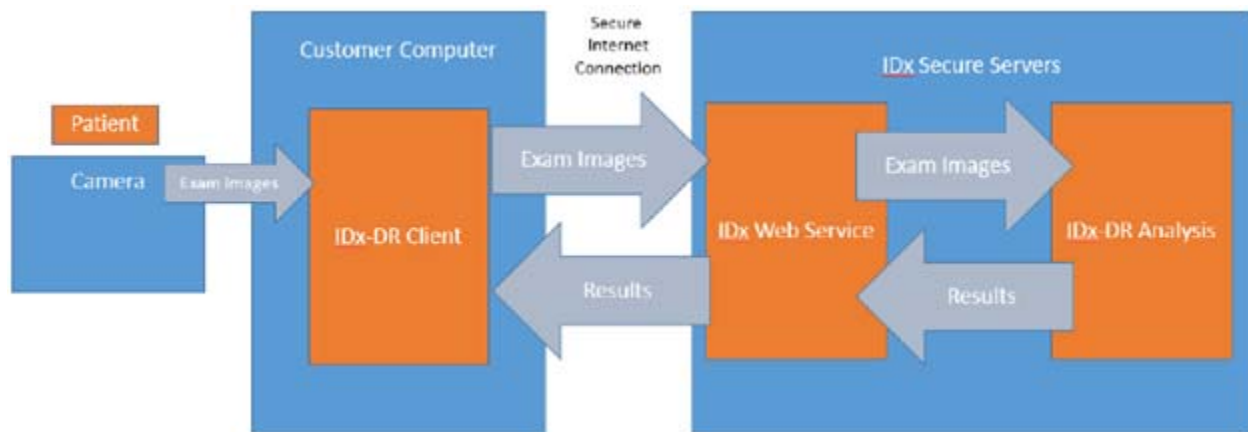 Secure
Internet
Connection
Customer Computer
IDx Secure Servers
Patient
Camera
Exam Images
Exam Images
Exam Images
IDx-DR Client
IDx Web Service
IDx-DR Analysis
Results
Results